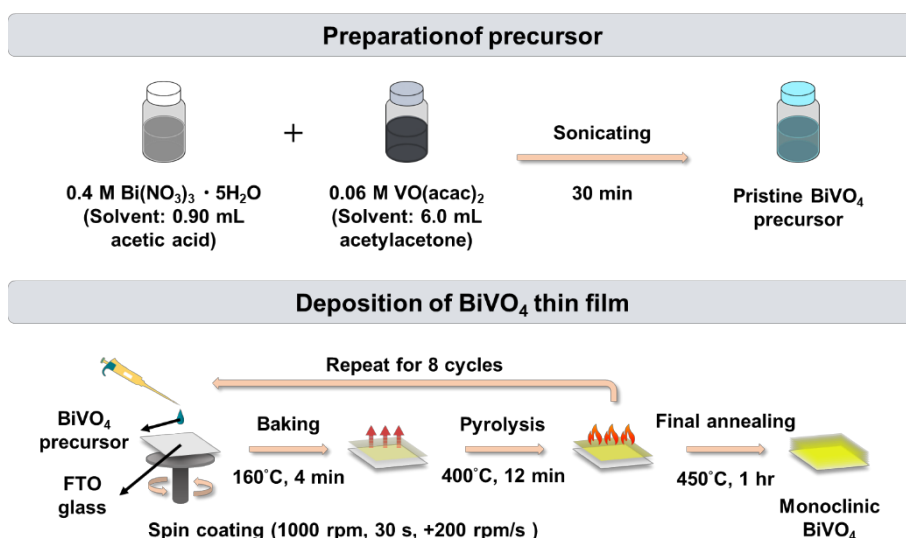 Preparationof precursor
+
Sonicating
30 min
0.4 M Bi(NO₃)₃・5H₂O
(Solvent: 0.90 mL
acetic acid)
0.06 M VO(acac)₂
(Solvent: 6.0 mL
acetylacetone)
Pristine BiVO₄
precursor
Deposition of BiVO₄ thin film
Repeat for 8 cycles
BiVO₄
precursor
FTO
glass
Baking
160°C, 4 min
Pyrolysis
400°C, 12 min
Final annealing
450°C, 1 hr
Monoclinic
BiVO₄
Spin coating (1000 rpm, 30 s, +200 rpm/s )